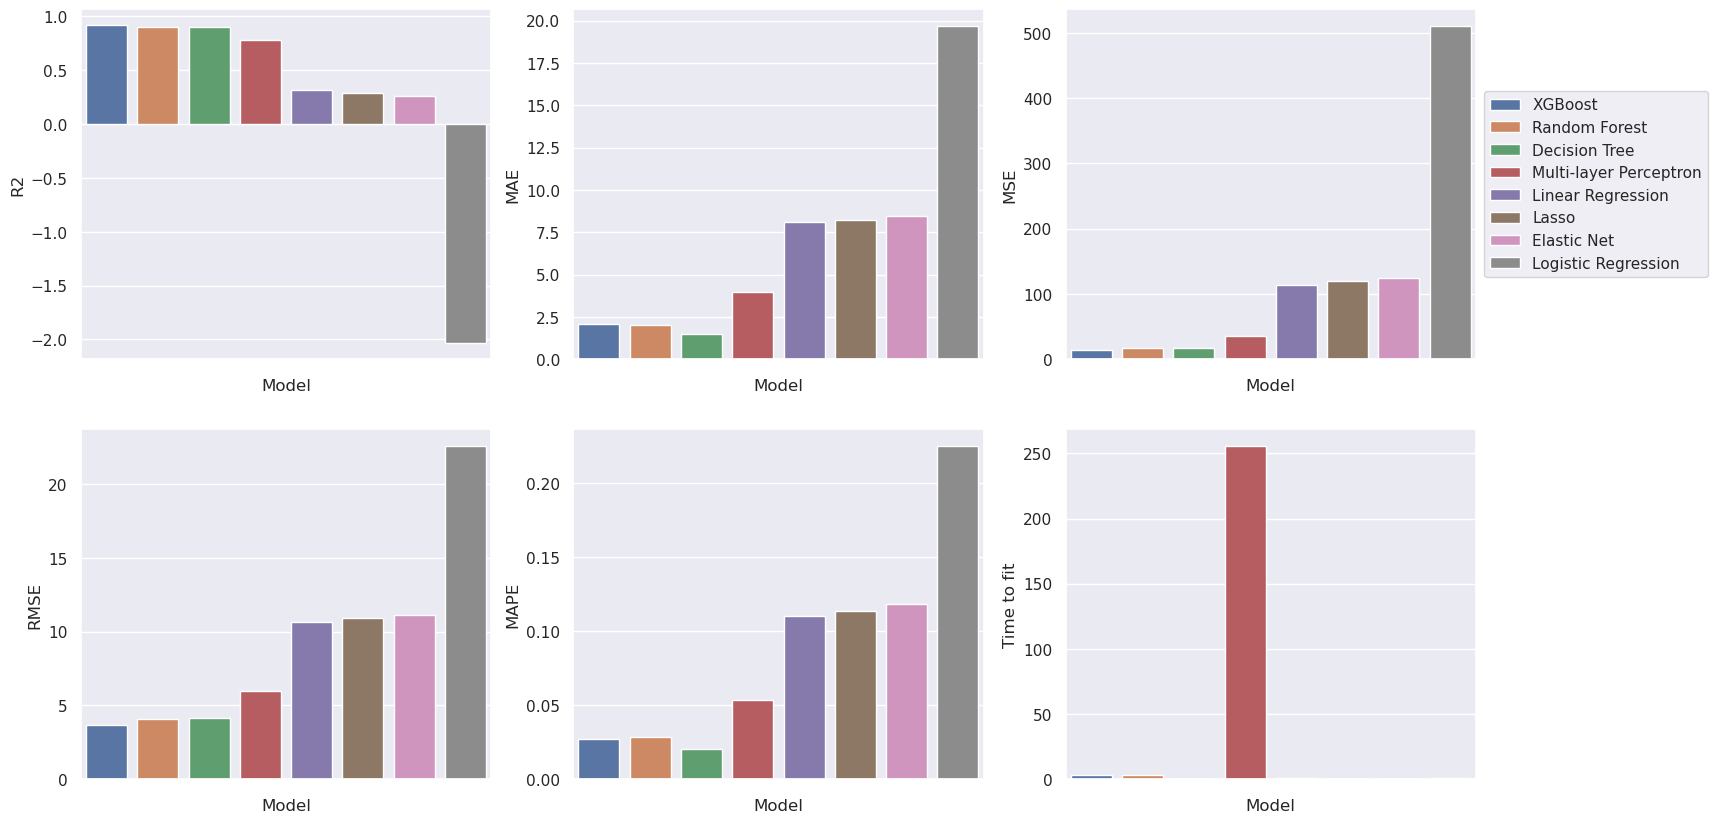 1.0
0.5
0.0
−0.5
−1.0
−1.5
−2.0
R2
Model
20.0
17.5
15.0
12.5
10.0
7.5
5.0
2.5
0.0
MAE
Model
500
400
300
200
100
0
MSE
Model
XGBoost
Random Forest
Decision Tree
Multi-layer Perceptron
Linear Regression
Lasso
Elastic Net
Logistic Regression
20
15
10
5
0
RMSE
Model
0.20
0.15
0.10
0.05
0.00
MAPE
Model
250
200
150
100
50
0
Time to fit
Model